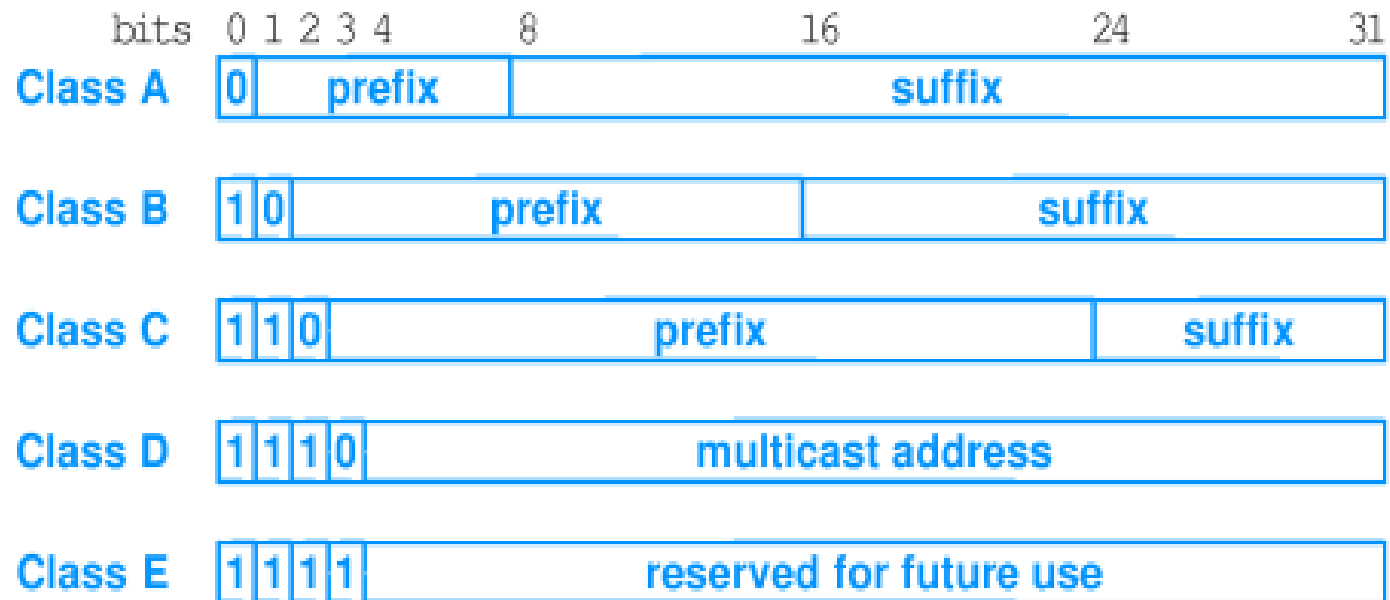 bits 0 1 2 3 4 8 16 24 31
Class A 0 prefix suffix
Class B 1 0 prefix suffix
Class C 1 1 0 prefix suffix
Class D 1 1 1 0 multicast address
Class E 1 1 1 1 reserved for future use